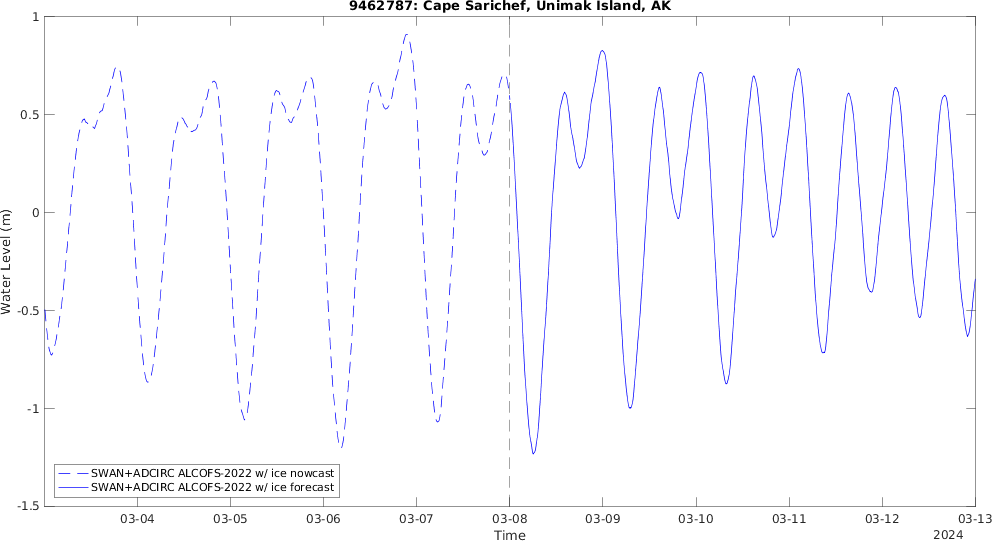 9462787: Cape Sarichef, Unimak Island, AK
1
0.5
0
-0.5
-1
-1.5
Water Level (m)
SWAN+ADCIRC ALCOFS-2022 w/ ice nowcast
SWAN+ADCIRC ALCOFS-2022 w/ ice forecast
03-04 03-05 03-06 03-07 03-08 03-09 03-10 03-11 03-12 03-13
Time
2024